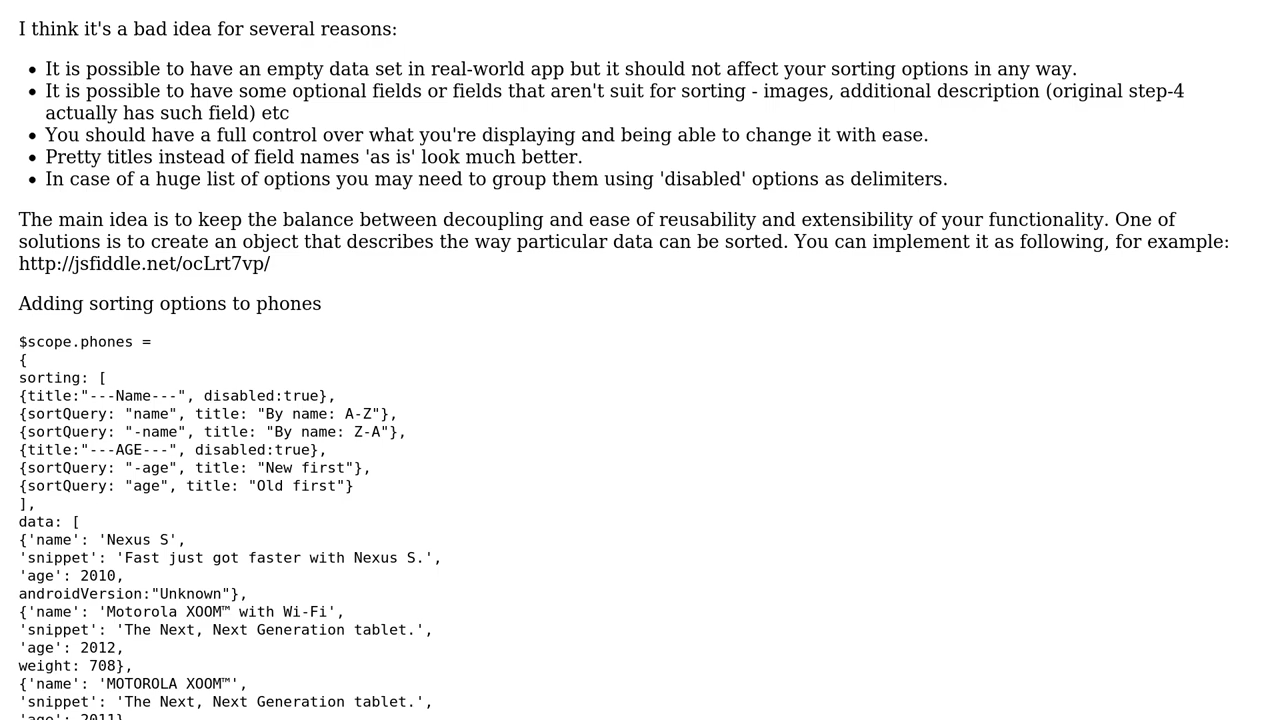 I think it's a bad idea for several reasons:
• It is possible to have an empty data set in real-world app but it should not affect your sorting options in any way.
• It is possible to have some optional fields or fields that aren't suit for sorting - images, additional description (original step-4
actually has such field) etc
• You should have a full control over what you're displaying and being able to change it with ease.
• Pretty titles instead of field names 'as is' look much better.
• In case of a huge list of options you may need to group them using 'disabled' options as delimiters.
The main idea is to keep the balance between decoupling and ease of reusability and extensibility of your functionality. One of
solutions is to create an object that describes the way particular data can be sorted. You can implement it as following, for example:
http://jsfiddle.net/ocLrt7vp/
Adding sorting options to phones
$scope.phones =
{
sorting: [
{title:"---Name---", disabled:true},
{sortQuery: "name", title: "By name: A-Z"},
{sortQuery: "-name", title: "By name: Z-A"},
{title:"---AGE---", disabled:true},
{sortQuery: "-age", title: "New first"},
{sortQuery: "age", title: "Old first"}
],
data: [
{'name': 'Nexus S',
'snippet': 'Fast just got faster with Nexus S.',
'age': 2010,
androidVersion:"Unknown"},
{'name': 'Motorola XOOM™ with Wi-Fi',
'snippet': 'The Next, Next Generation tablet.',
'age': 2012,
weight: 708},
{'name': 'MOTOROLA XOOM™',
'snippet': 'The Next, Next Generation tablet.',
'age': 2011}